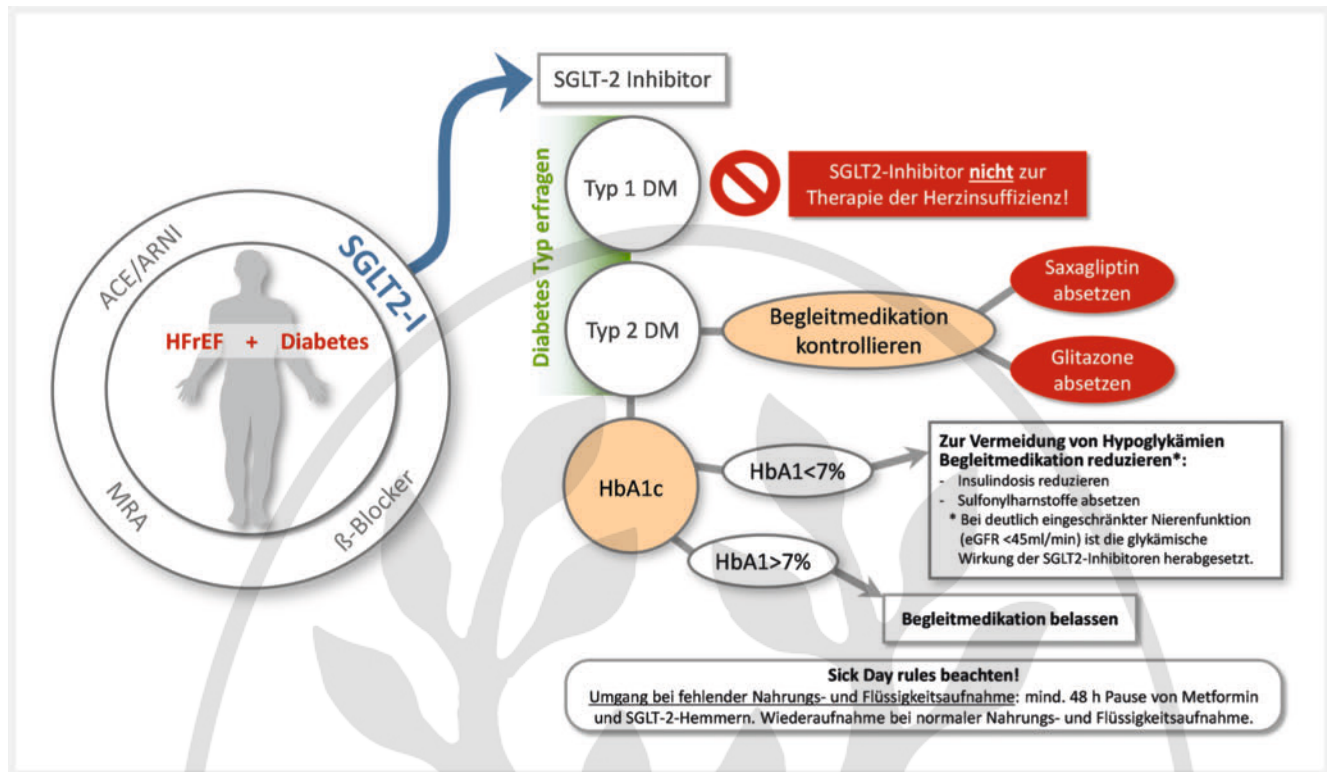 SGLT-2 Inhibitor
Diabetes Typ erfragen
Typ 1 DM
SGLT2-Inhibitor nicht zur
Therapie der Herzinsuffizienz!
ACE/ARNI
SGLT2-I
HFrEF + Diabetes
MRA
ß-Blocker
Typ 2 DM
Begleitmedikation
kontrollieren
Saxagliptin
absetzen
Glitazone
absetzen
HbA1c
HbA1<7%
Zur Vermeidung von Hypoglykämien
Begleitmedikation reduzieren*:
- Insulindosis reduzieren
- Sulfonylharnstoffe absetzen
* Bei deutlich eingeschränkter Nierenfunktion
(eGFR <45ml/min) ist die glykämische
Wirkung der SGLT2-Inhibitoren herabgesetzt.
HbA1>7%
Begleitmedikation belassen
Sick Day rules beachten!
Umgang bei fehlender Nahrungs- und Flüssigkeitsaufnahme: mind. 48 h Pause von Metformin
und SGLT-2-Hemmern. Wiederaufnahme bei normaler Nahrungs- und Flüssigkeitsaufnahme.